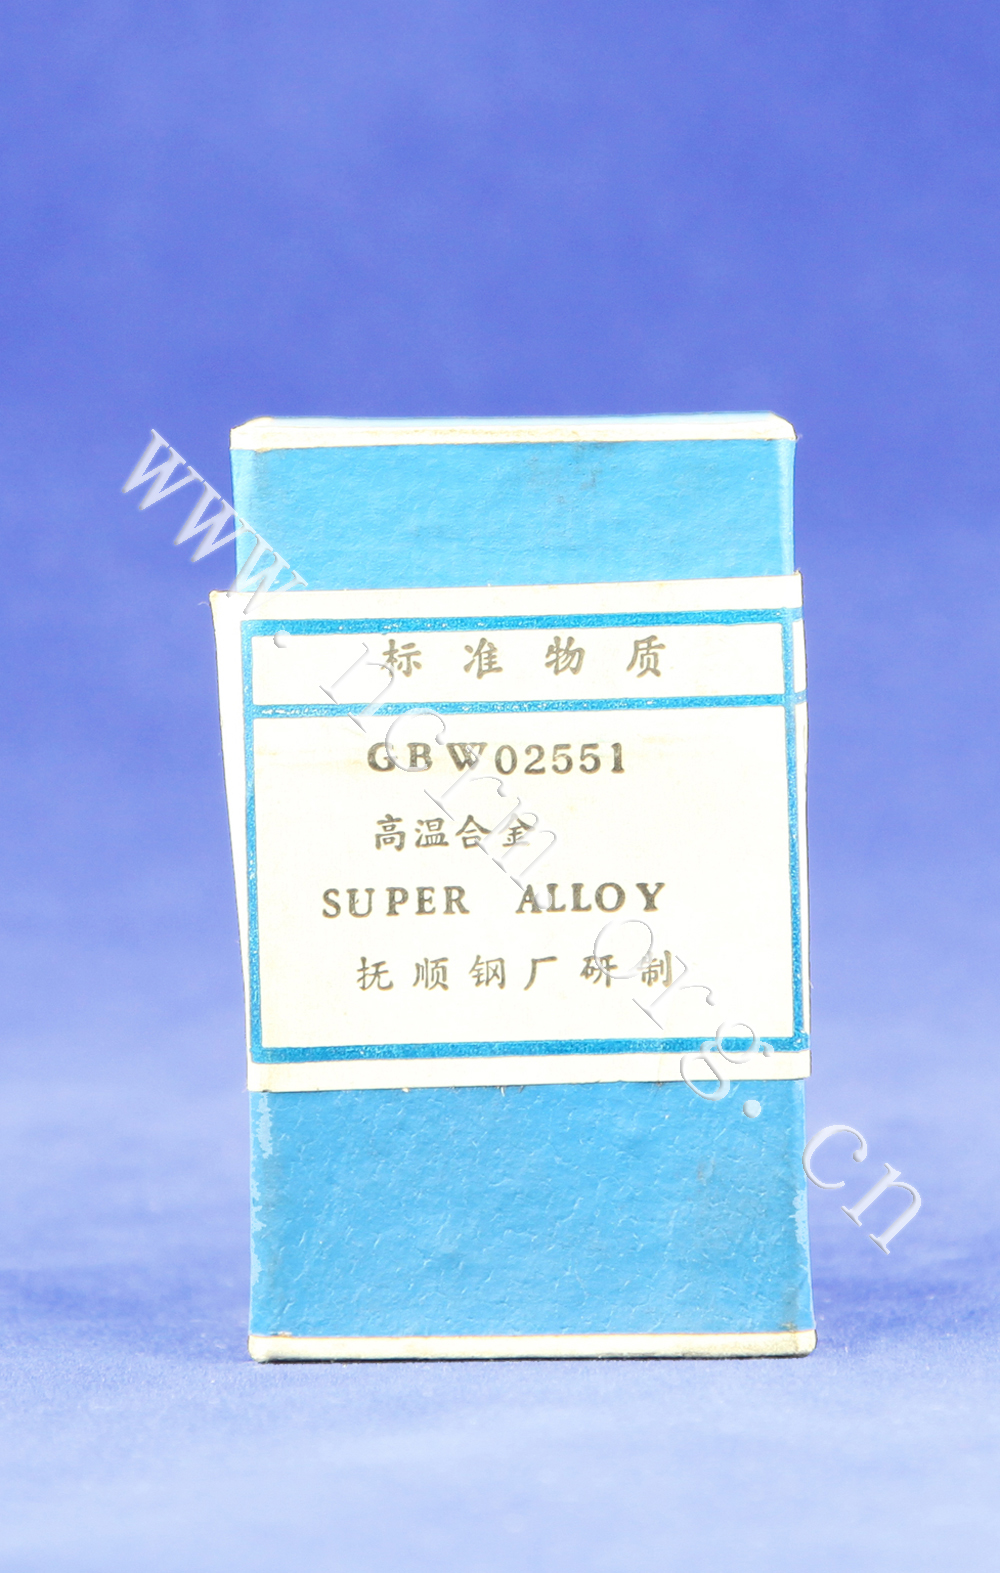 标准物质
GBW02551
高温合金
SUPER ALLOY
抚顺钢厂研制
www.ncrm.org.cn